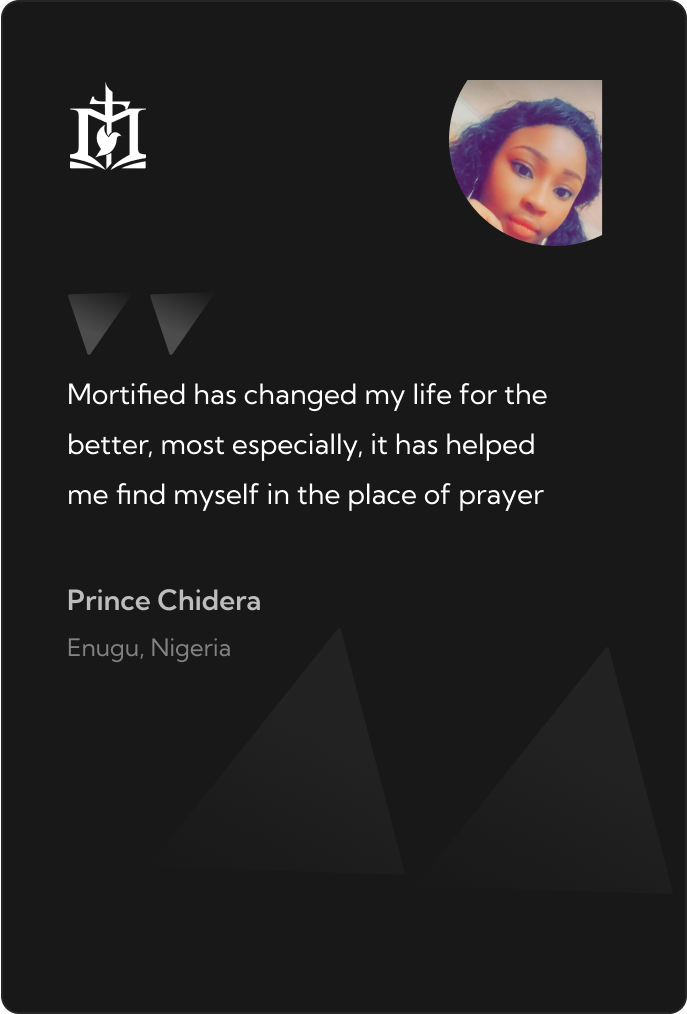 Mortified has changed my life for the
better, most especially, it has helped
me find myself in the place of prayer
Prince Chidera
Enugu, Nigeria